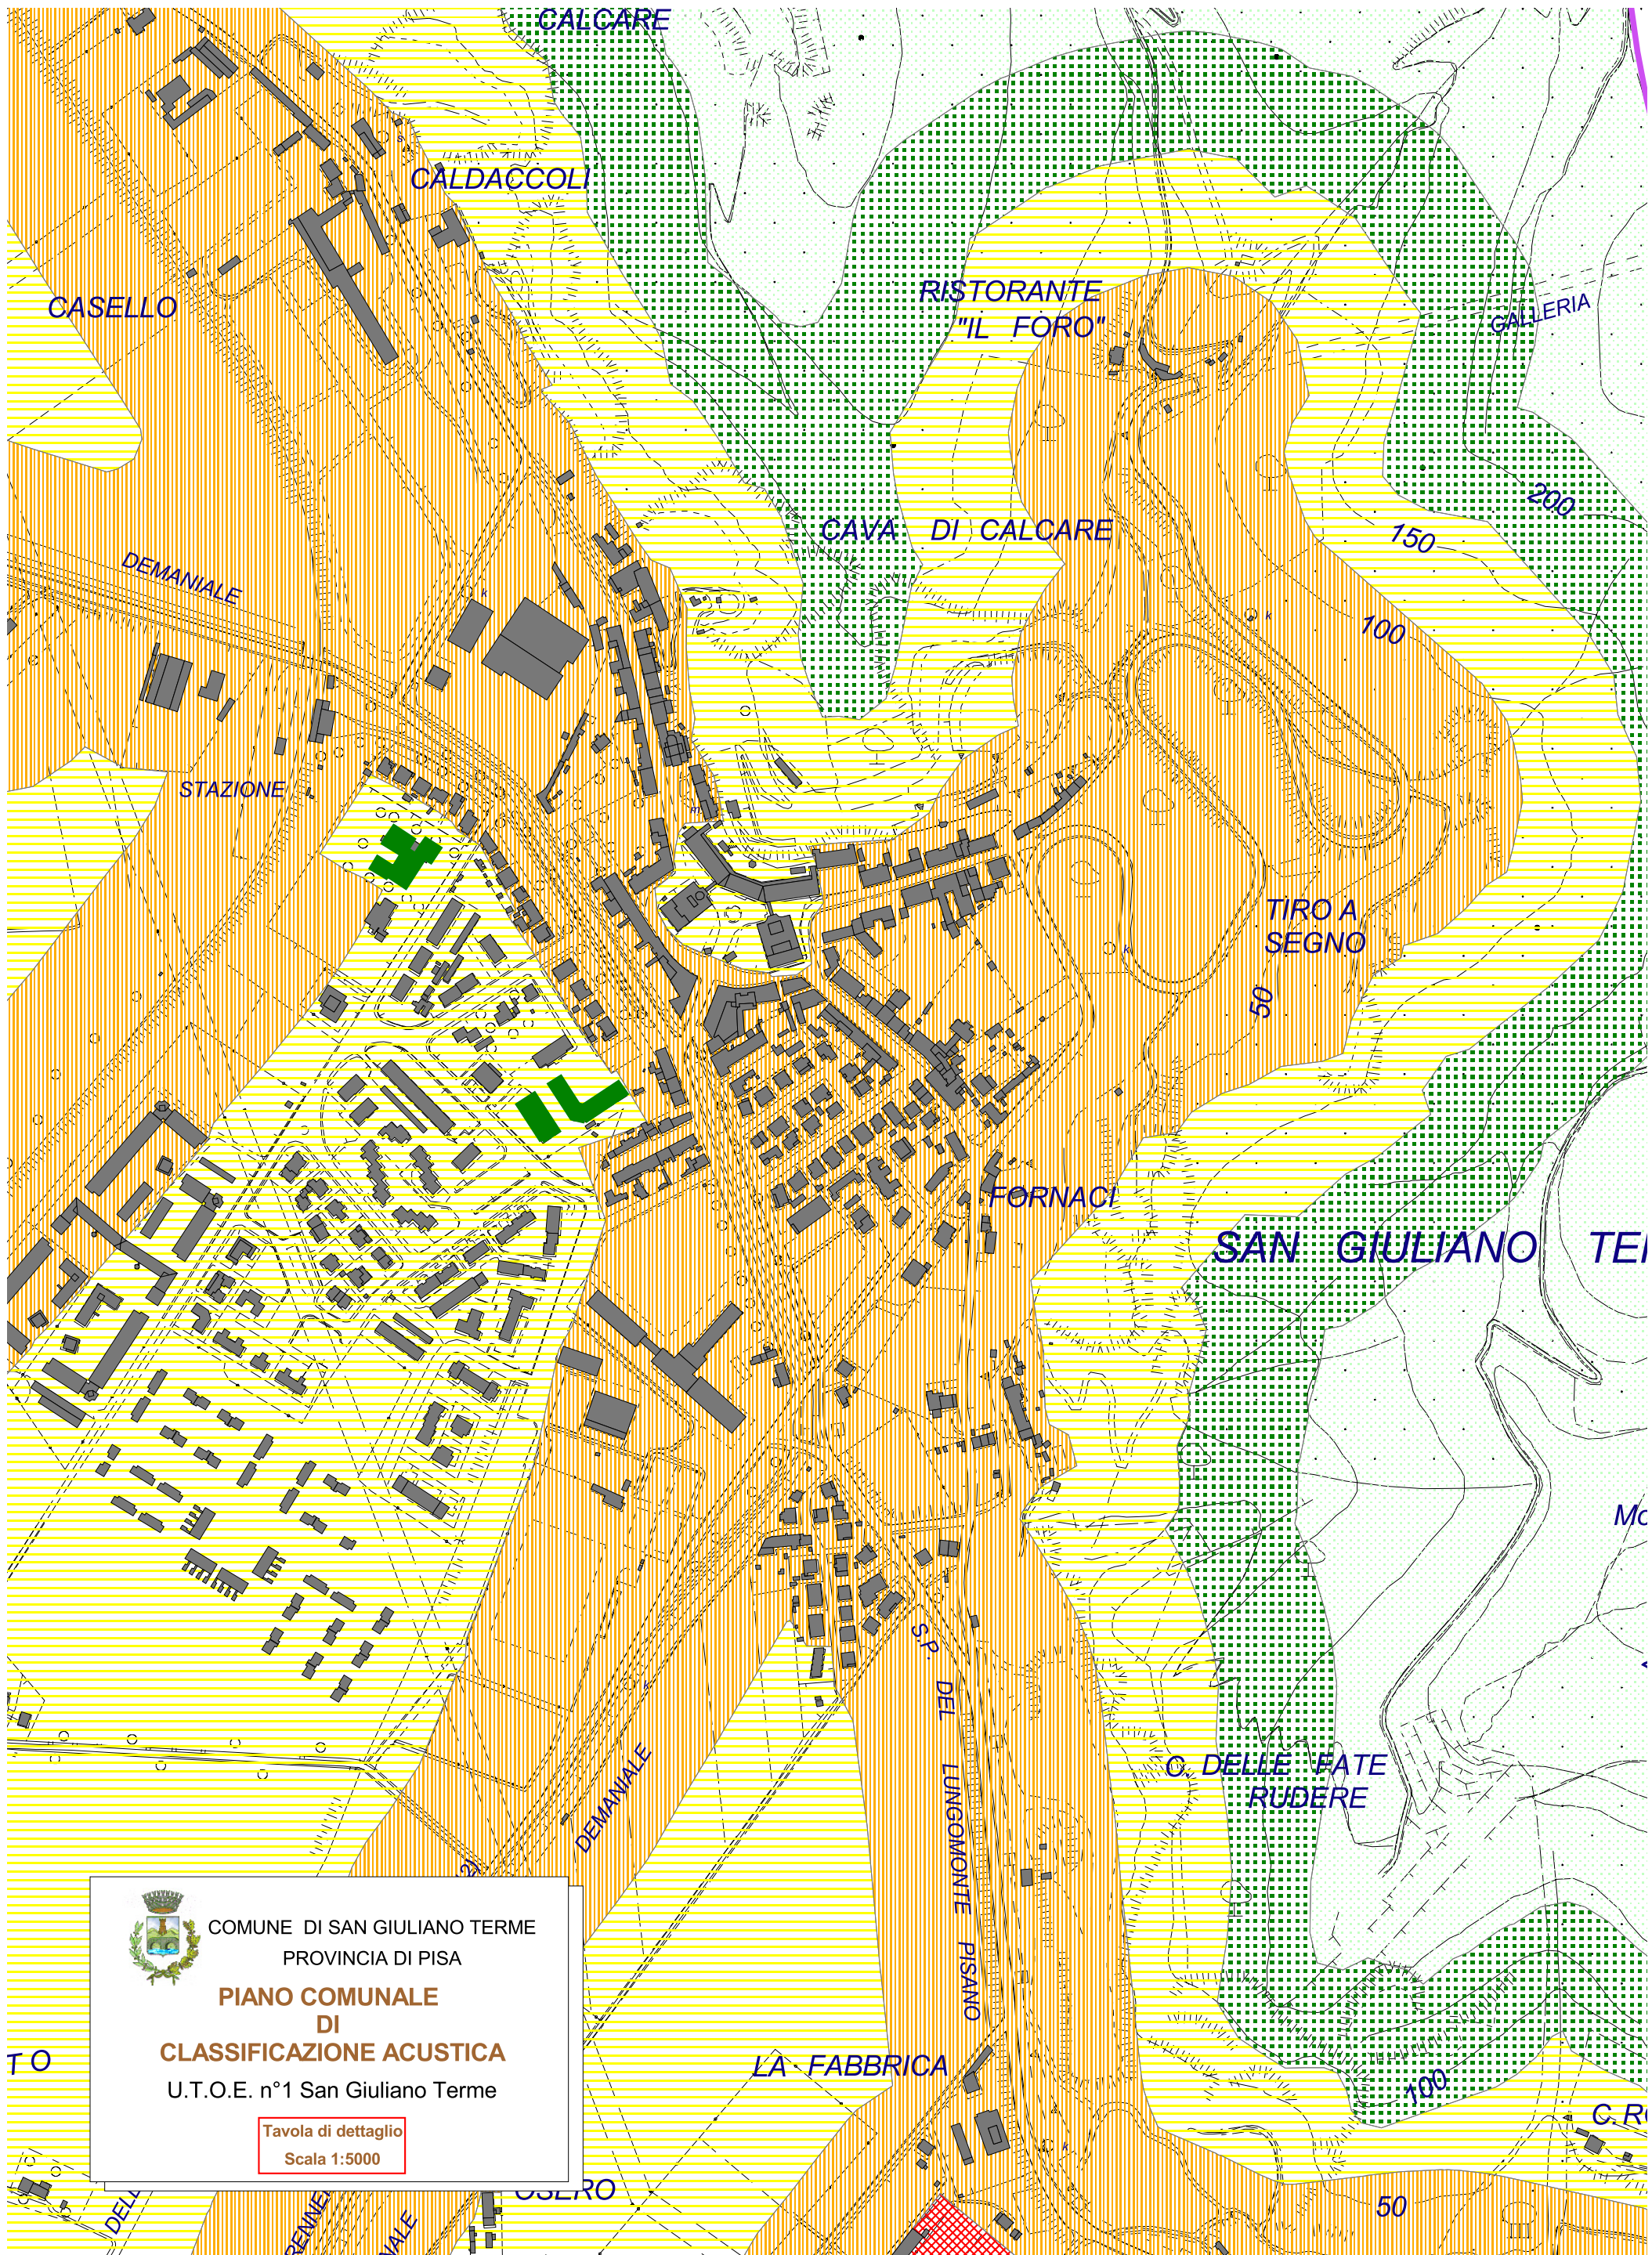 CALCARE
CALDACCOLI
CASELLO
RISTORANTE
"IL FORO"
GALLERIA
200
CAVA DI CALCARE
150
DEMANIALE
k
100
k
STAZIONE
TIRO A
SEGNO
k
50
FORNACI
SAN GIULIANO
S.P. DEL LUNGOMONTE PISANO
DEMANIALE
k
C. DELLE FATE
RUDERE
COMUNE DI SAN GIULIANO TERME
PROVINCIA DI PISA
PIANO COMUNALE
DI
CLASSIFICAZIONE ACUSTICA
U.T.O.E. n°1 San Giuliano Terme
Tavola di dettaglio
Scala 1:5000
T O
LA FABBRICA
100
k
50